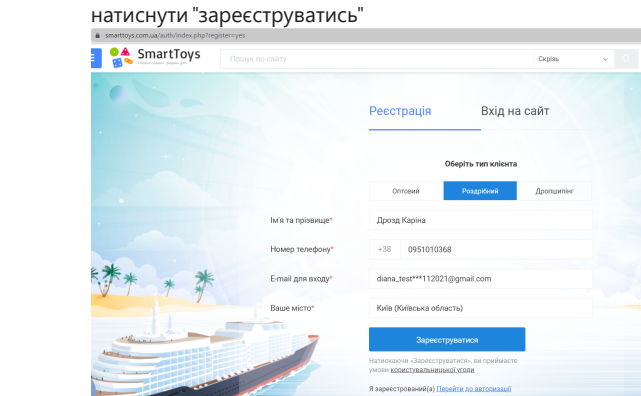 натиснути "зареєструватись"
smarttoys.com.ua/auth/index.php?register=yes
SmartToys
Пошук по сайту
Скрізь
Реєстрація Вхід на сайт
Оберіть тип клієнта
Оптовий Роздрібний Дропшипінг
Ім'я та прізвище* Дрозд Каріна
Номер телефону* +38 0951010368
E-mail для входу* diana_test***112021@gmail.com
Ваше місто* Київ (Київська область)
Зареєструватися
Натискаючи «Зареєструватися», ви приймаєте
умови користувальницької угоди
Я зареєстрований(а) Перейти до авторизації